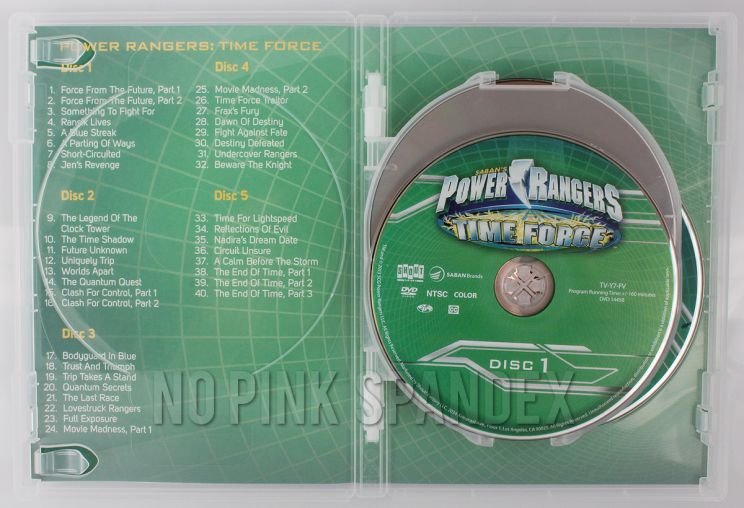 POWER RANGERS: TIME FORCE
Disc 1
1. Force From The Future, Part 1
2. Force From The Future, Part 2
3. Something To Fight For
4. Ransik Lives
5. A Blue Streak
6. A Parting Of Ways
7. Short-Circuited
8. Jen's Revenge
Disc 2
9. The Legend Of The
Clock Tower
10. The Time Shadow
11. Future Unknown
12. Uniquely Trip
13. Worlds Apart
14. The Quantum Quest
15. Clash For Control, Part 1
16. Clash For Control, Part 2
Disc 3
17. Bodyguard In Blue
18. Trust And Triumph
19. Trip Takes A Stand
20. Quantum Secrets
21. The Last Race
22. Lovestruck Rangers
23. Full Exposure
24. Movie Madness, Part 1
Disc 4
25. Movie Madness, Part 2
26. Time Force Traitor
27. Frax's Fury
28. Dawn Of Destiny
29. Fight Against Fate
30. Destiny Defeated
31. Undercover Rangers
32. Beware The Knight
Disc 5
33. Time For Lightspeed
34. Reflections Of Evil
35. Nadira's Dream Date
36. Circuit Unsure
37. A Calm Before The Storm
38. The End Of Time, Part 1
39. The End Of Time, Part 2
40. The End Of Time, Part 3
SABAN'S
POWER RANGERS
TIME FORCE
SHOUT!
SABAN Brands
DVD NTSC COLOR
TV-Y7-FV
Program Running Time: +/- 160 minutes
DVD 14458
DISC 1
NO PINK SPANDEX